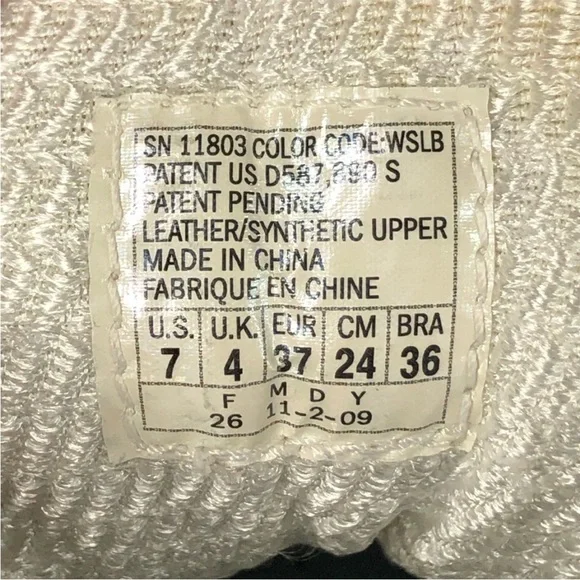 SN 11803 COLOR CODE:WSLB
PATENT US D587,890 S
PATENT PENDING
LEATHER/SYNTHETIC UPPER
MADE IN CHINA
FABRIQUE EN CHINE
U.S. U.K. EUR CM BRA
7 4 37 24 36
F M D Y
26 11-2-09